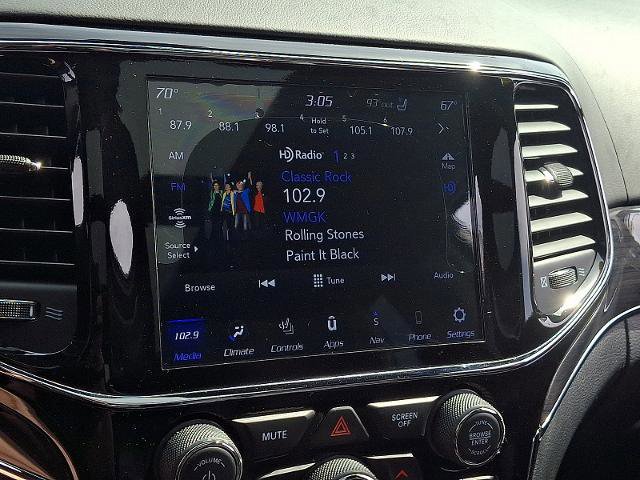 70° 3:05 93° out 67°
1 2 3 4 5 6
87.9 88.1 98.1 Hold to Set 105.1 107.9
AM HD Radio 1 2 3 Map
Classic Rock
FM 102.9 HD
WMGK
SiriusXM
Rolling Stones
Source Select Paint It Black
Browse Tune Audio
102.9
Media Climate Controls Apps Nav Phone Settings
S
MUTE SCREEN OFF
VOLUME
TUNE
BROWSE
ENTER